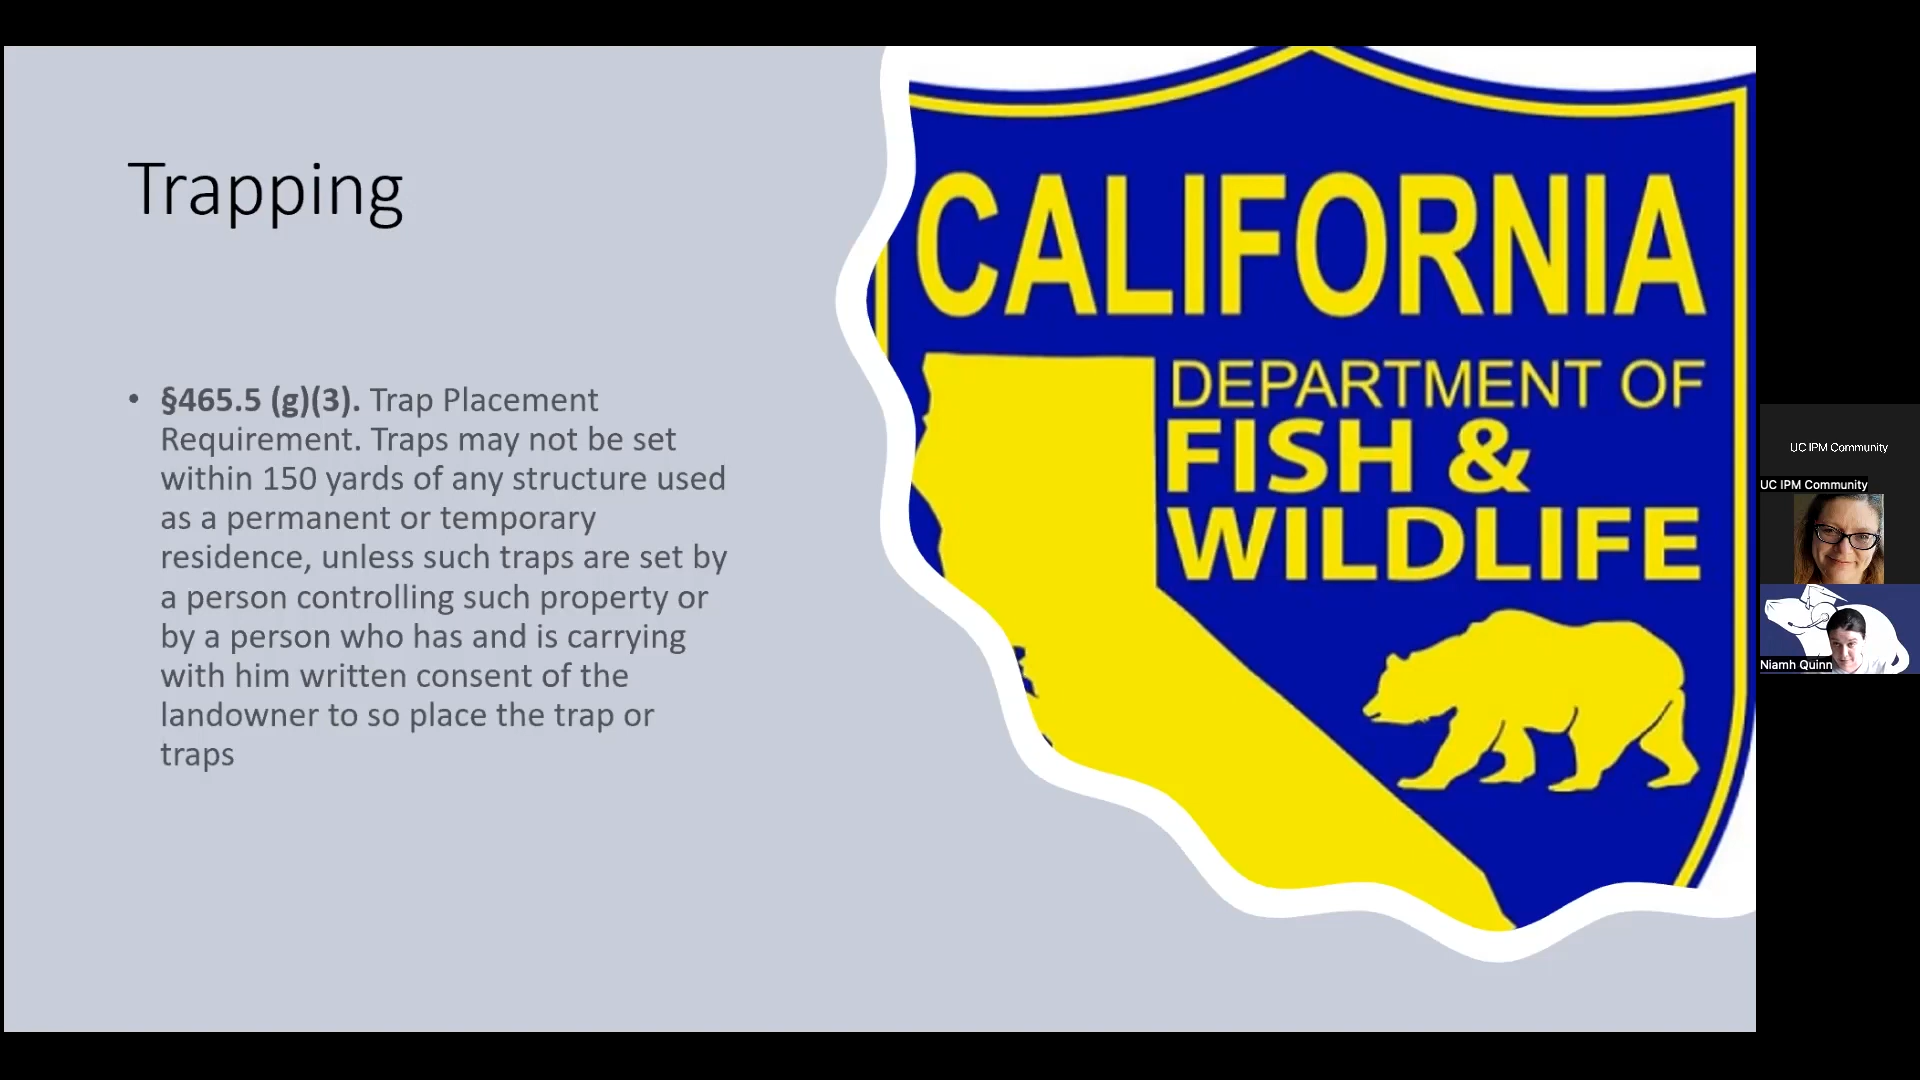 Trapping
• §465.5 (g)(3). Trap Placement
Requirement. Traps may not be set
within 150 yards of any structure used
as a permanent or temporary
residence, unless such traps are set by
a person controlling such property or
by a person who has and is carrying
with him written consent of the
landowner to so place the trap or
traps
CALIFORNIA
DEPARTMENT OF
FISH &
WILDLIFE
UC IPM Community
UC IPM Community
Niamh Quinn